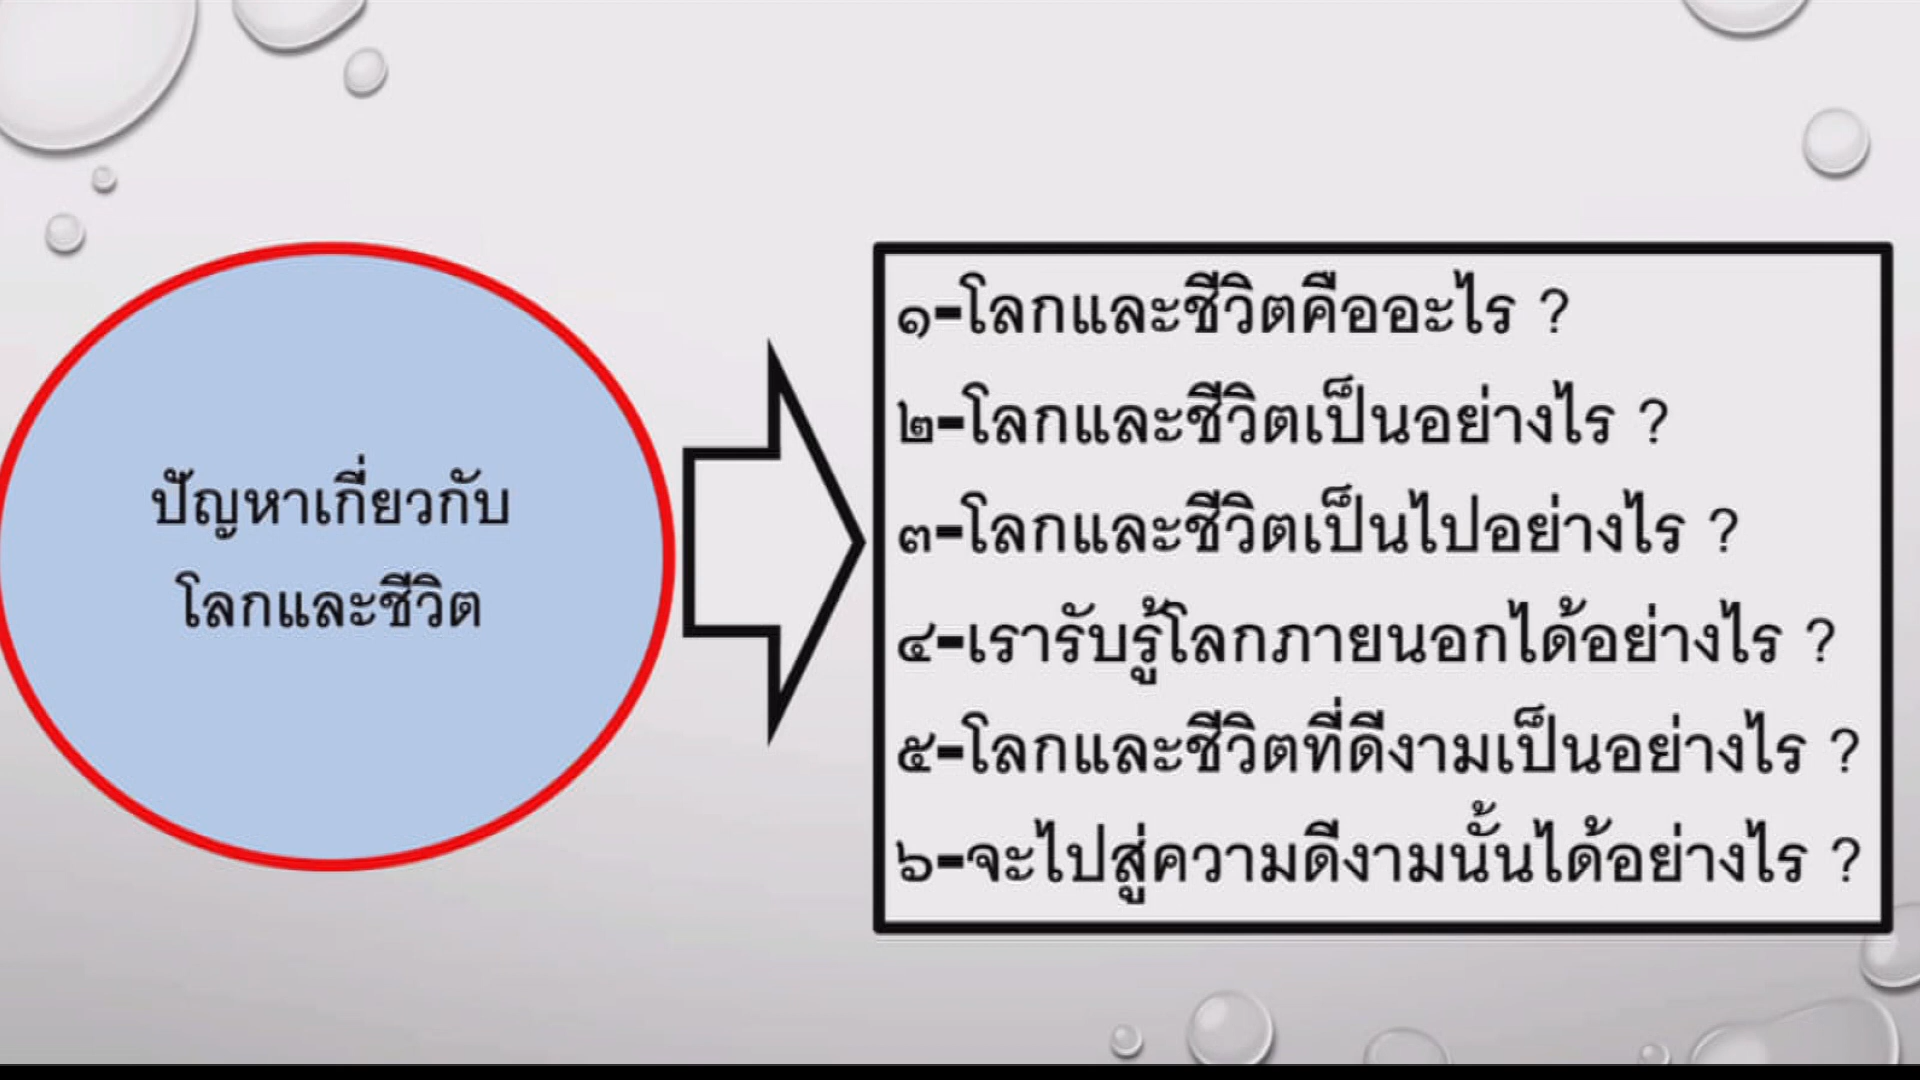 ปัญหาเกี่ยวกับ
โลกและชีวิต
๑-โลกและชีวิตคืออะไร ?
๒-โลกและชีวิตเป็นอย่างไร ?
๓-โลกและชีวิตเป็นไปอย่างไร ?
๔-เรารับรู้โลกภายนอกได้อย่างไร ?
๕-โลกและชีวิตที่ดีงามเป็นอย่างไร ?
๖-จะไปสู่ความดีงามนั้นได้อย่างไร ?